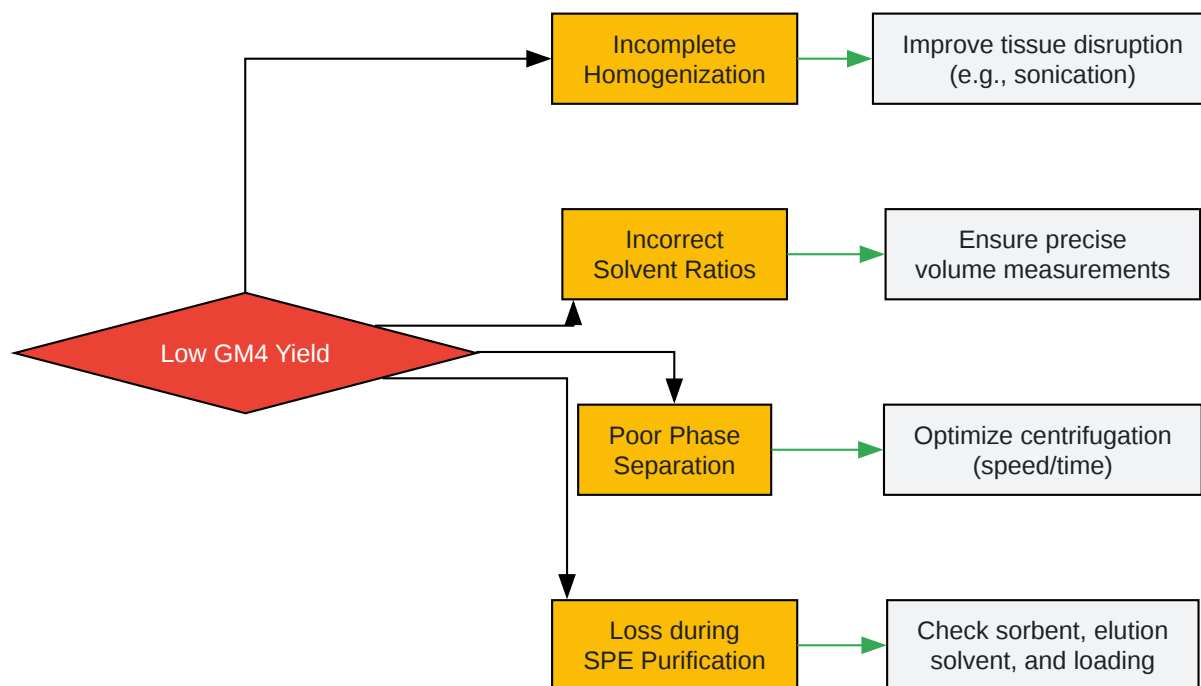 Incomplete
Homogenization
Improve tissue disruption
(e.g., sonication)
Incorrect
Solvent Ratios
Ensure precise
volume measurements
Low GM4 Yield
Poor Phase
Separation
Optimize centrifugation
(speed/time)
Loss during
SPE Purification
Check sorbent, elution
solvent, and loading